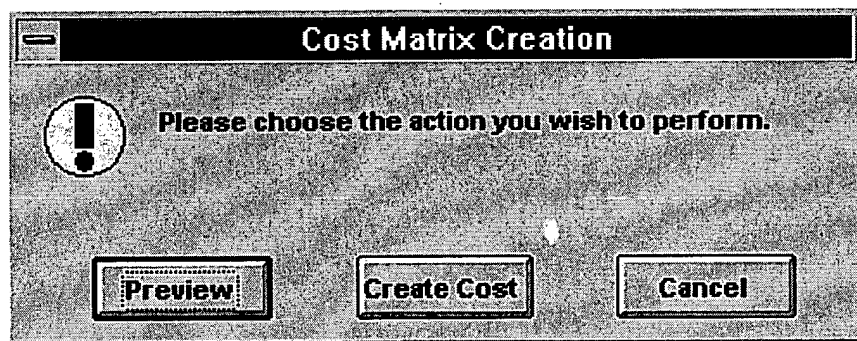 Cost Matrix Creation
Please choose the action you wish to perform.
Preview
Create Cost
Cancel